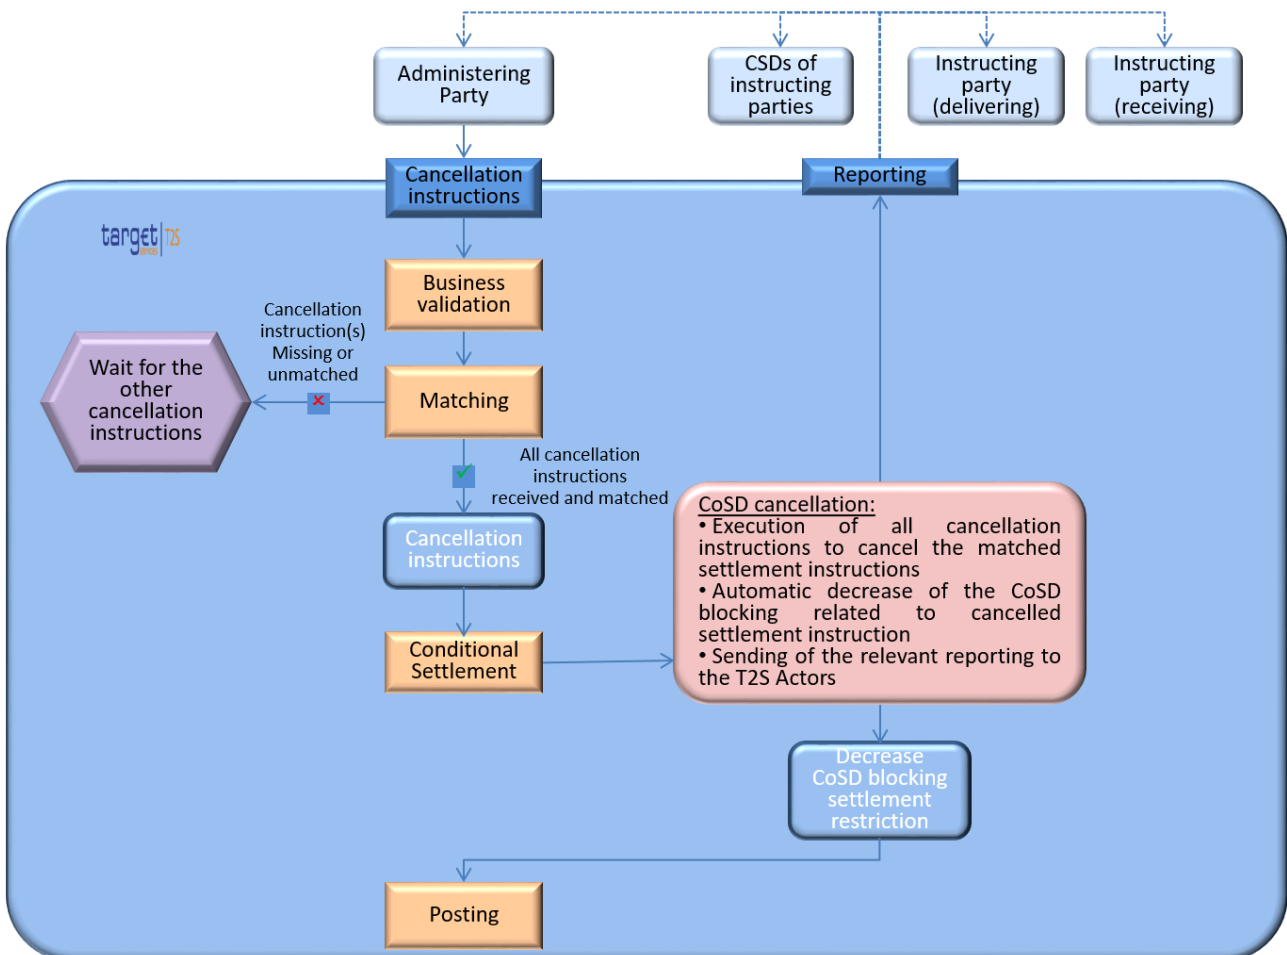 Administering
Party
CSDs of
instructing
parties
Instructing
party
(delivering)
Instructing
party
(receiving)
Cancellation
instructions
Reporting
target
services
T2S
Business
validation
Cancellation
instruction(s)
Missing or
unmatched
Wait for the
other
cancellation
instructions
Matching
All cancellation
instructions
received and matched
Cancellation
instructions
CoSD cancellation:
• Execution of all cancellation
instructions to cancel the matched
settlement instructions
• Automatic decrease of the CoSD
blocking related to cancelled
settlement instruction
• Sending of the relevant reporting to
the T2S Actors
Conditional
Settlement
Decrease
CoSD blocking
settlement
restriction
Posting